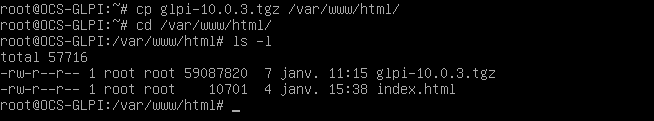 root@OCS-GLPI:~# cp glpi-10.0.3.tgz /var/www/html/
root@OCS-GLPI:~# cd /var/www/html/
root@OCS-GLPI:/var/www/html# ls -l
total 57716
-rw-r--r-- 1 root root 59087820  7 janv. 11:15 glpi-10.0.3.tgz
-rw-r--r-- 1 root root    10701  4 janv. 15:38 index.html
root@OCS-GLPI:/var/www/html# _